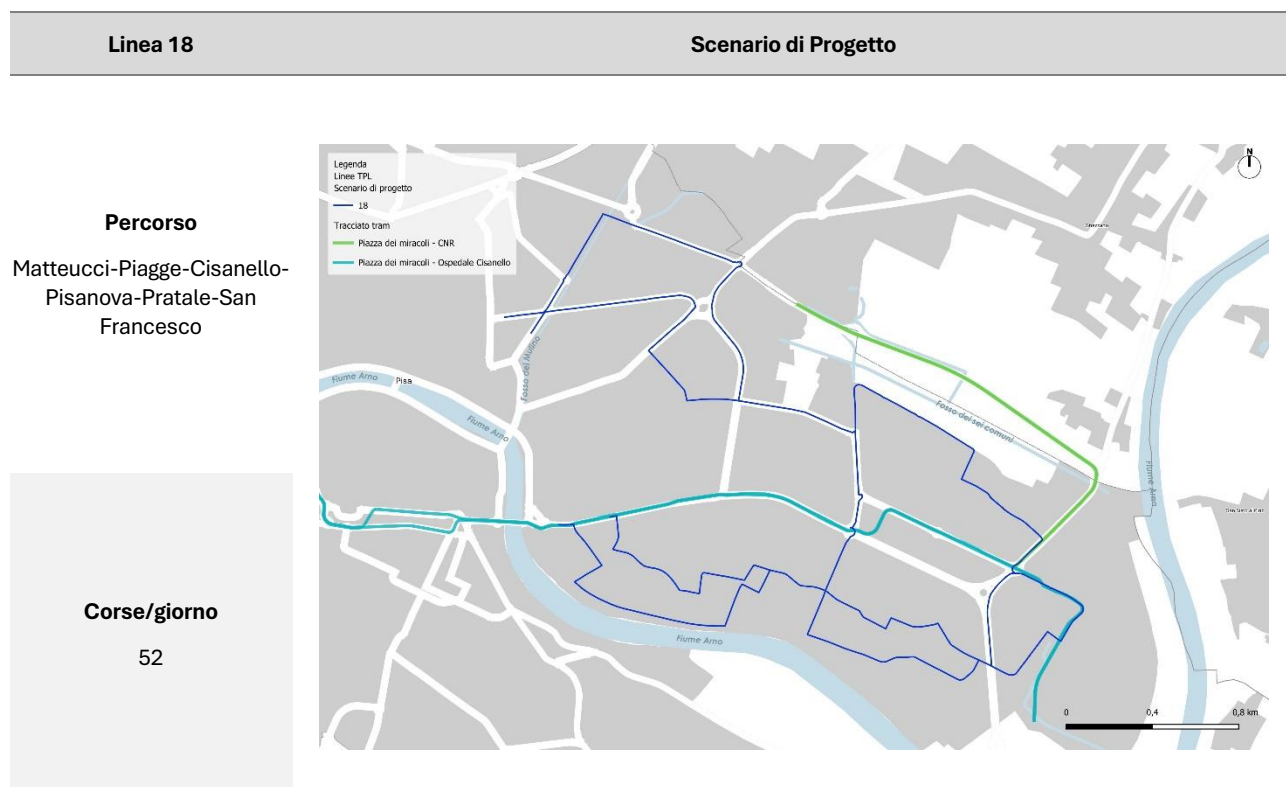 Linea 18
Scenario di Progetto
Percorso
Matteucci-Piagge-Cisanello-
Pisanova-Pratale-San
Francesco
Corse/giorno
52
Legenda
Linee TPL
Scenario di progetto
18
Tracciato tram
Piazza dei miracoli - CNR
Piazza dei miracoli - Ospedale Cisanello
N
Fosso dei Mulino
Fiume Arno
Pisa
Fiume Arno
Fosso dei sei comuni
Fiume Arno
Fiume Arno
0
0,4
0,8 km